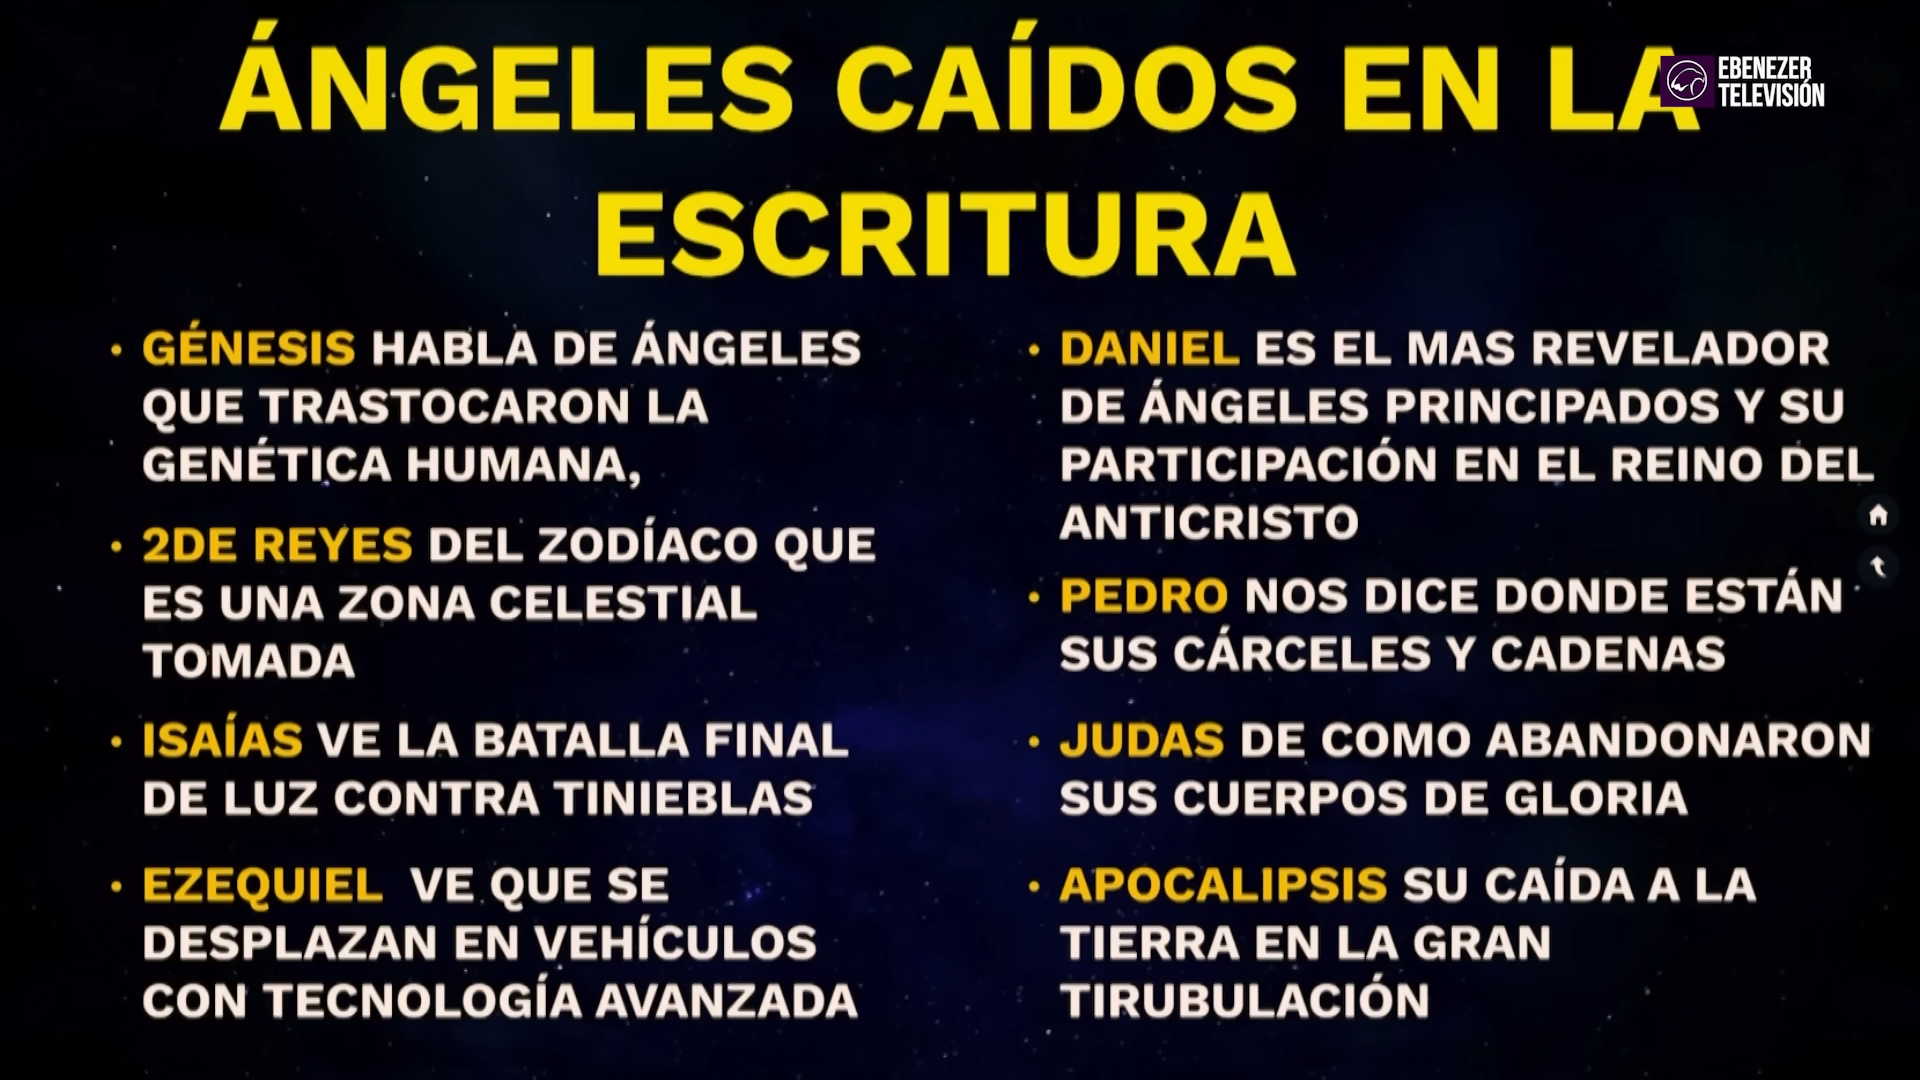 ÁNGELES CAÍDOS EN LA
ESCRITURA
EBENEZER
TELEVISIÓN
• GÉNESIS HABLA DE ÁNGELES
QUE TRASTOCARON LA
GENÉTICA HUMANA,
• 2DE REYES DEL ZODÍACO QUE
ES UNA ZONA CELESTIAL
TOMADA
• ISAÍAS VE LA BATALLA FINAL
DE LUZ CONTRA TINIEBLAS
• EZEQUIEL VE QUE SE
DESPLAZAN EN VEHÍCULOS
CON TECNOLOGÍA AVANZADA
• DANIEL ES EL MAS REVELADOR
DE ÁNGELES PRINCIPADOS Y SU
PARTICIPACIÓN EN EL REINO DEL
ANTICRISTO
• PEDRO NOS DICE DONDE ESTÁN
SUS CÁRCELES Y CADENAS
• JUDAS DE COMO ABANDONARON
SUS CUERPOS DE GLORIA
• APOCALIPSIS SU CAÍDA A LA
TIERRA EN LA GRAN
TIRUBULACIÓN